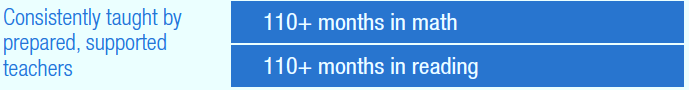 Consistently taught by
prepared, supported
teachers
110+ months in math
110+ months in reading